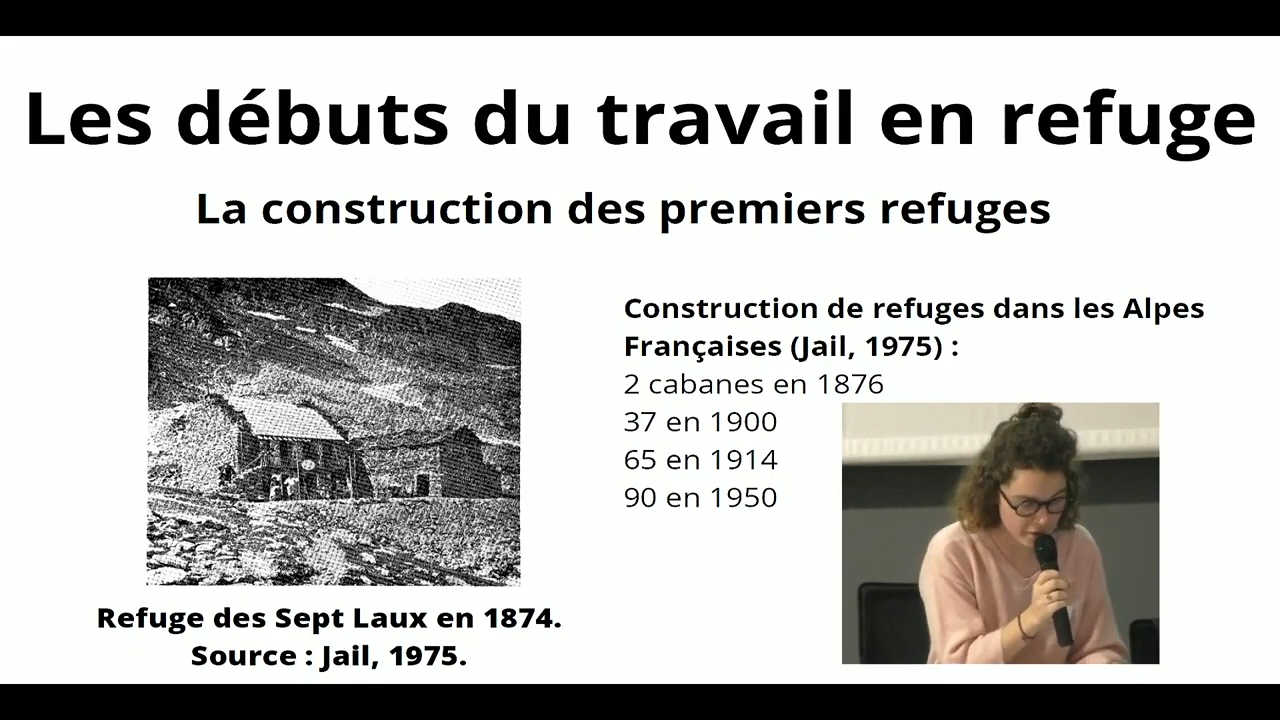 Les débuts du travail en refuge
La construction des premiers refuges
Construction de refuges dans les Alpes
Françaises (Jail, 1975) :
2 cabanes en 1876
37 en 1900
65 en 1914
90 en 1950
Refuge des Sept Laux en 1874.
Source : Jail, 1975.